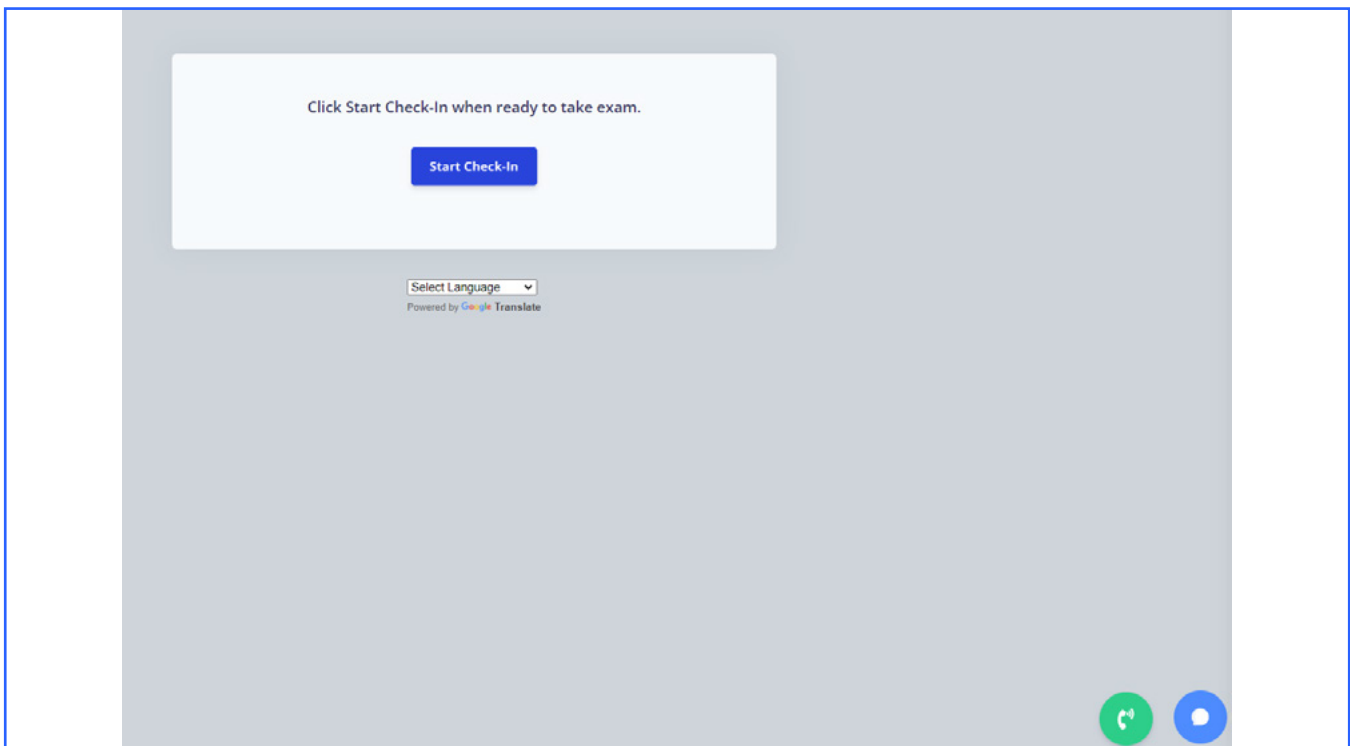 Click Start Check-In when ready to take exam.
Start Check-In
Select Language
Powered by Google Translate